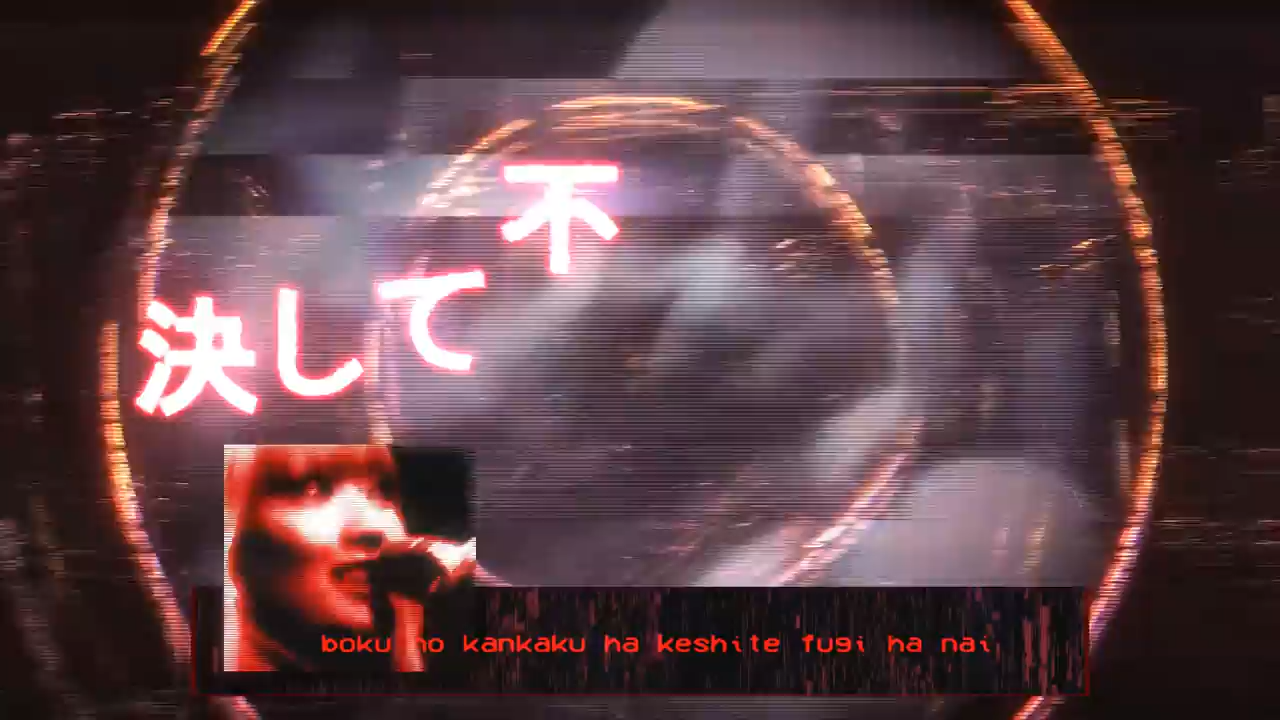 決して不
boku no kankaku ha keshite fugi ha nai